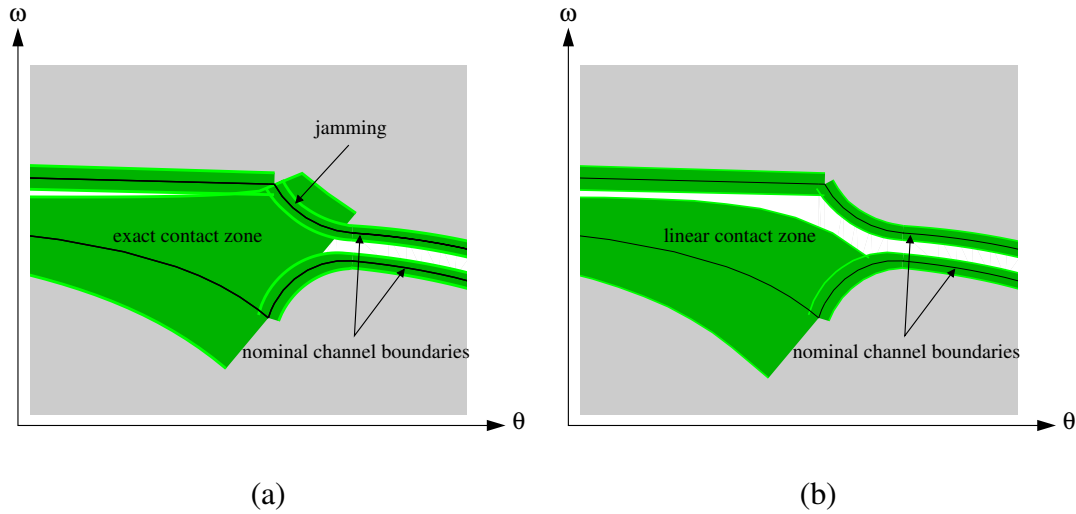 ω
jamming
exact contact zone
nominal channel boundaries
θ
(a)
ω
linear contact zone
nominal channel boundaries
θ
(b)